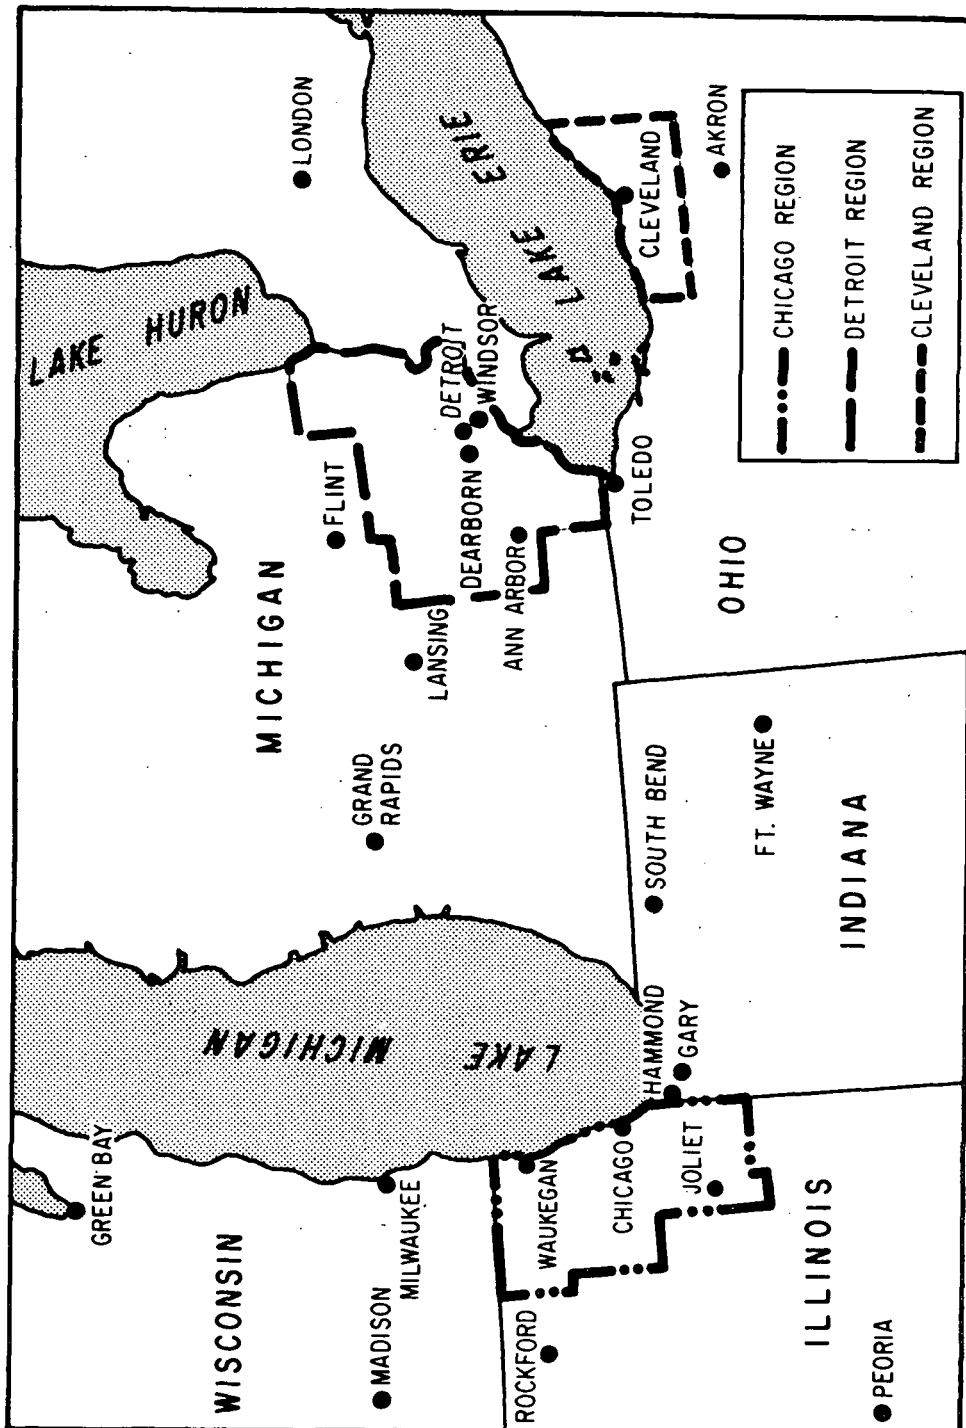 GREEN BAY
WISCONSIN
MADISON
MILWAUKEE
ROCKFORD
WAUKEGAN
CHICAGO
JOLIET
ILLINOIS
PEORIA
LAKE MICHIGAN
HAMMOND
GARY
SOUTH BEND
FT. WAYNE
INDIANA
GRAND
RAPIDS
MICHIGAN
LANSING
FLINT
ANN ARBOR
DEARBORN
DETROIT
WINDSOR
LAKE HURON
LONDON
LAKE ERIE
TOLEDO
OHIO
CLEVELAND
AKRON
CHICAGO REGION
DETROIT REGION
CLEVELAND REGION